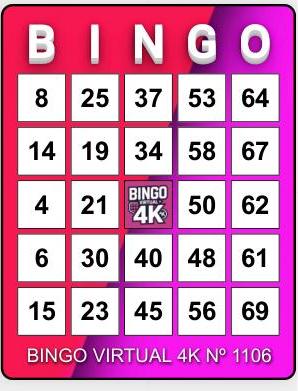 B I N G O
8 25 37 53 64
14 19 34 58 67
4 21 BINGO VIRTUAL 4K 50 62
6 30 40 48 61
15 23 45 56 69
BINGO VIRTUAL 4K Nº 1106